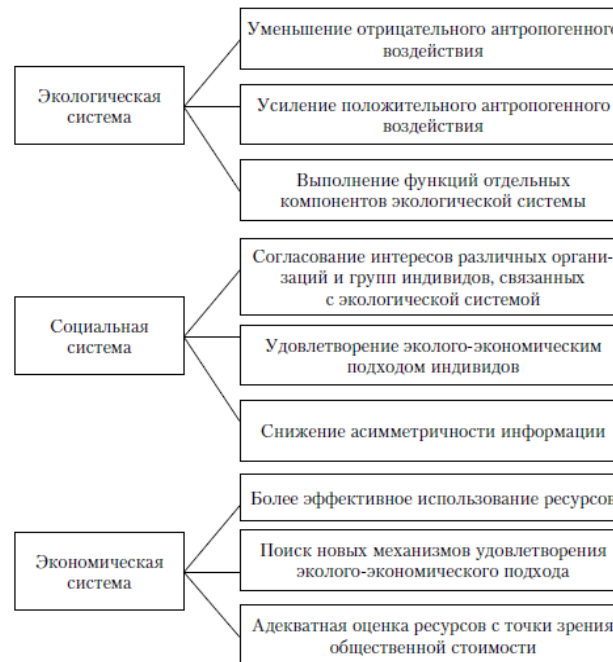 Уменьшение отрицательного антропогенного
воздействия
Экологическая
система
Усиление положительного антропогенного
воздействия
Выполнение функций отдельных
компонентов экологической системы
Согласование интересов различных органи-
заций и групп индивидов, связанных
с экологической системой
Социальная
система
Удовлетворение эколого-экономическим
подходом индивидов
Снижение асимметричности информации
Более эффективное использование ресурсов
Экономическая
система
Поиск новых механизмов удовлетворения
эколого-экономического подхода
Адекватная оценка ресурсов с точки зрения
общественной стоимости